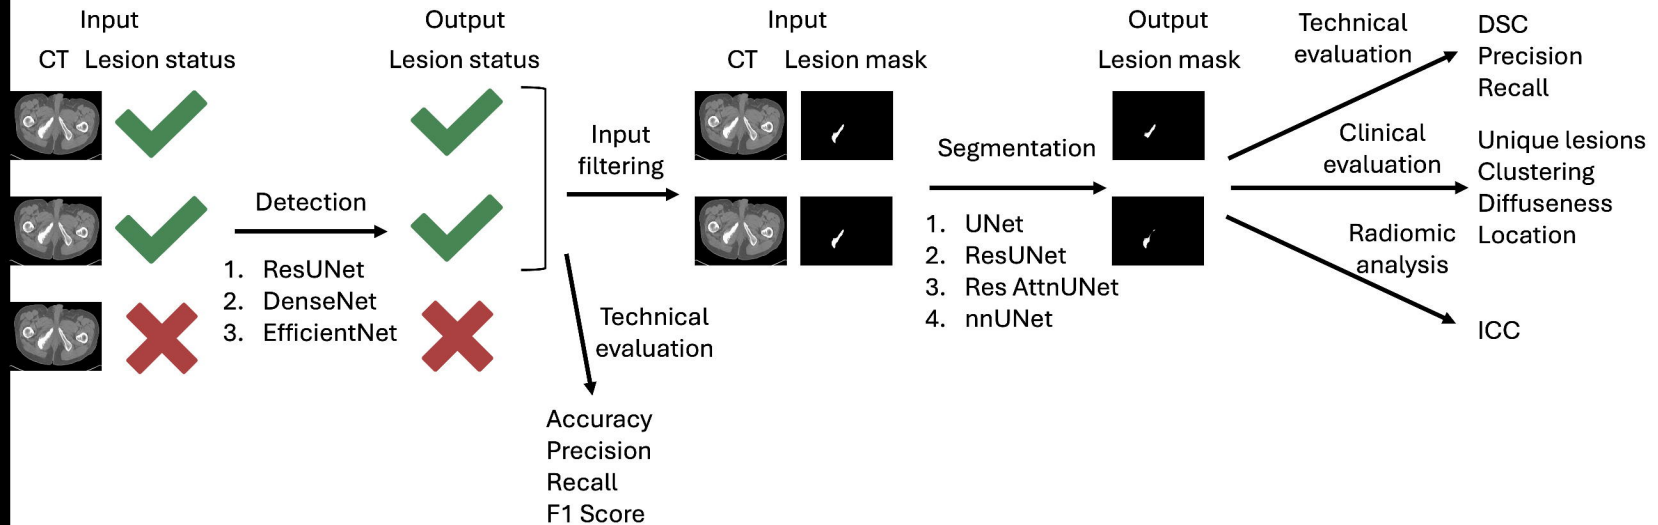 Input
CT Lesion status
Detection
1. ResUNet
2. DenseNet
3. EfficientNet
Output
Lesion status
Input
filtering
Technical
evaluation
Accuracy
Precision
Recall
F1 Score
Input
CT Lesion mask
Segmentation
1. UNet
2. ResUNet
3. Res AttnUNet
4. nnUNet
Output
Lesion mask
Technical
evaluation
DSC
Precision
Recall
Clinical
evaluation
Unique lesions
Clustering
Diffuseness
Location
Radiomic
analysis
ICC